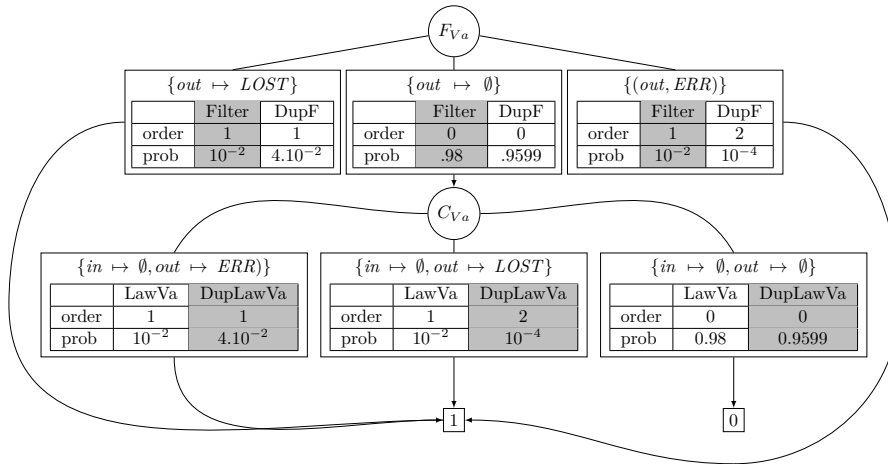 F_{Va}
{out ↦ LOST}
Filter DupF
order 1 1
prob 10^{-2} 4.10^{-2}
{out ↦ ∅}
Filter DupF
order 0 0
prob .98 .9599
{(out, ERR)}
Filter DupF
order 1 2
prob 10^{-2} 10^{-4}
C_{Va}
{in ↦ ∅, out ↦ ERR)}
LawVa DupLawVa
order 1 1
prob 10^{-2} 4.10^{-2}
{in ↦ ∅, out ↦ LOST}
LawVa DupLawVa
order 1 2
prob 10^{-2} 10^{-4}
{in ↦ ∅, out ↦ ∅}
LawVa DupLawVa
order 0 0
prob 0.98 0.9599
1
0